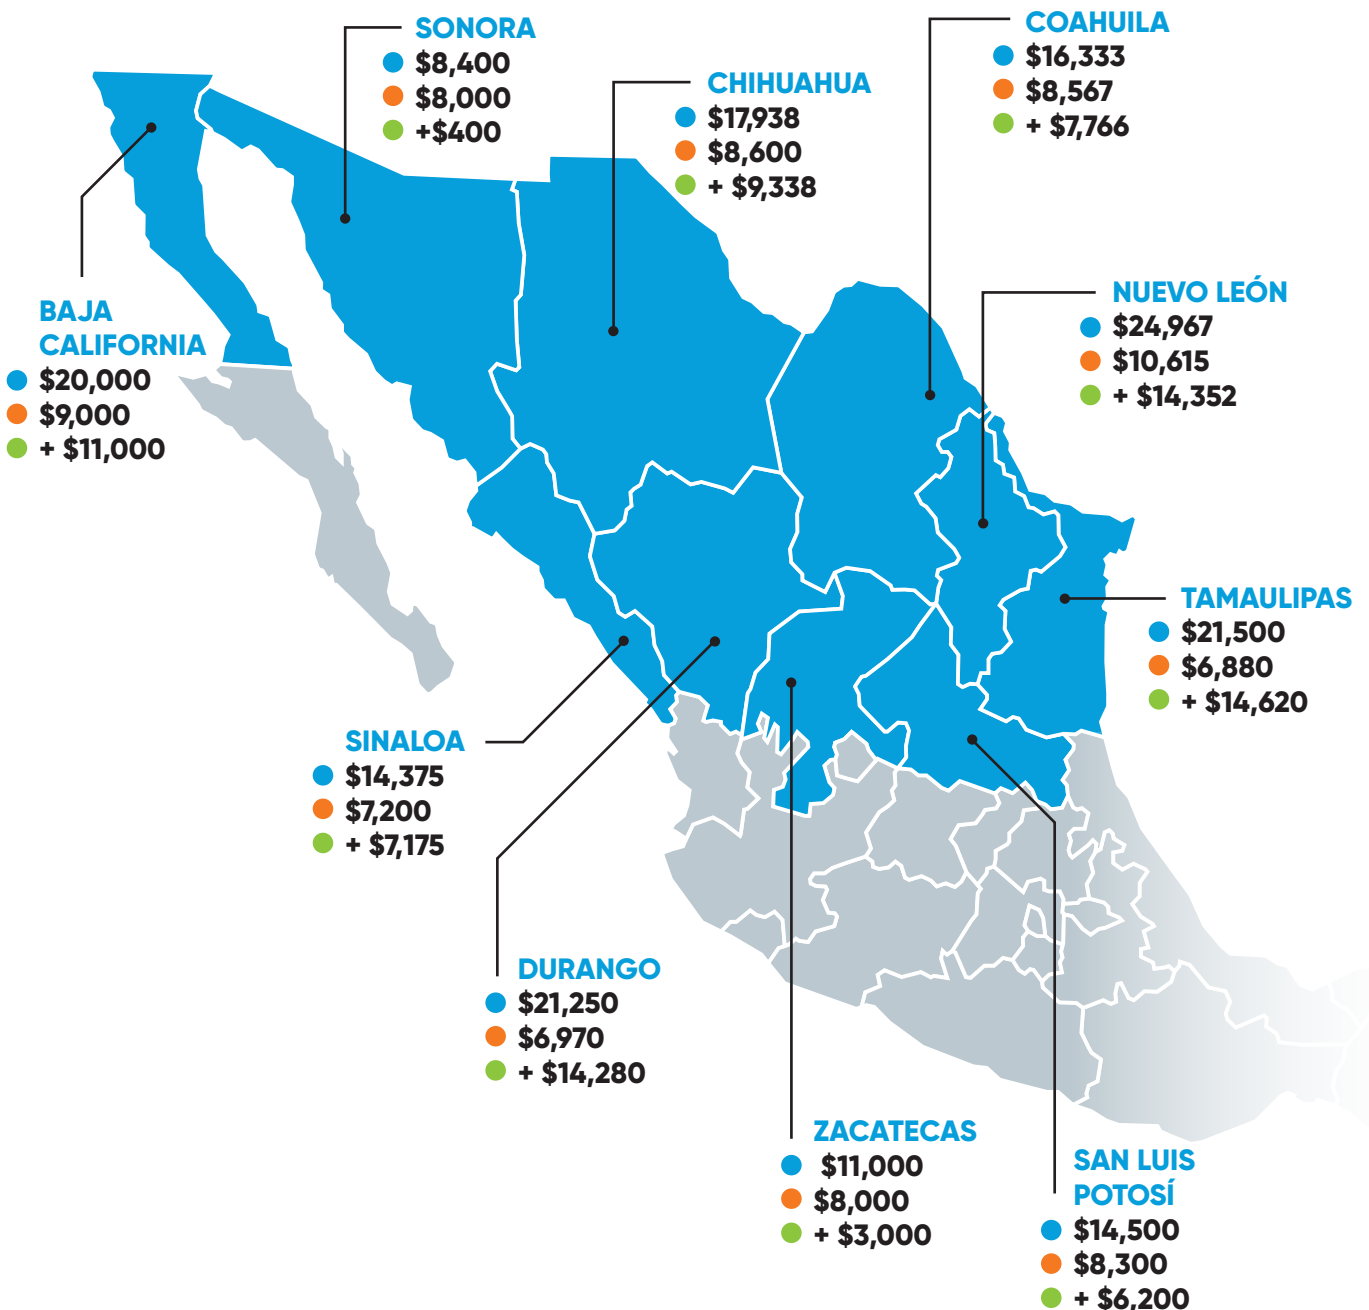 SONORA
$8,400
$8,000
+$400
CHIHUAHUA
$17,938
$8,600
+ $9,338
COAHUILA
$16,333
$8,567
+ $7,766
BAJA
CALIFORNIA
$20,000
$9,000
+ $11,000
NUEVO LEÓN
$24,967
$10,615
+ $14,352
TAMAULIPAS
$21,500
$6,880
+ $14,620
SINALOA
$14,375
$7,200
+ $7,175
DURANGO
$21,250
$6,970
+ $14,280
ZACATECAS
$11,000
$8,000
+ $3,000
SAN LUIS
POTOSÍ
$14,500
$8,300
+ $6,200